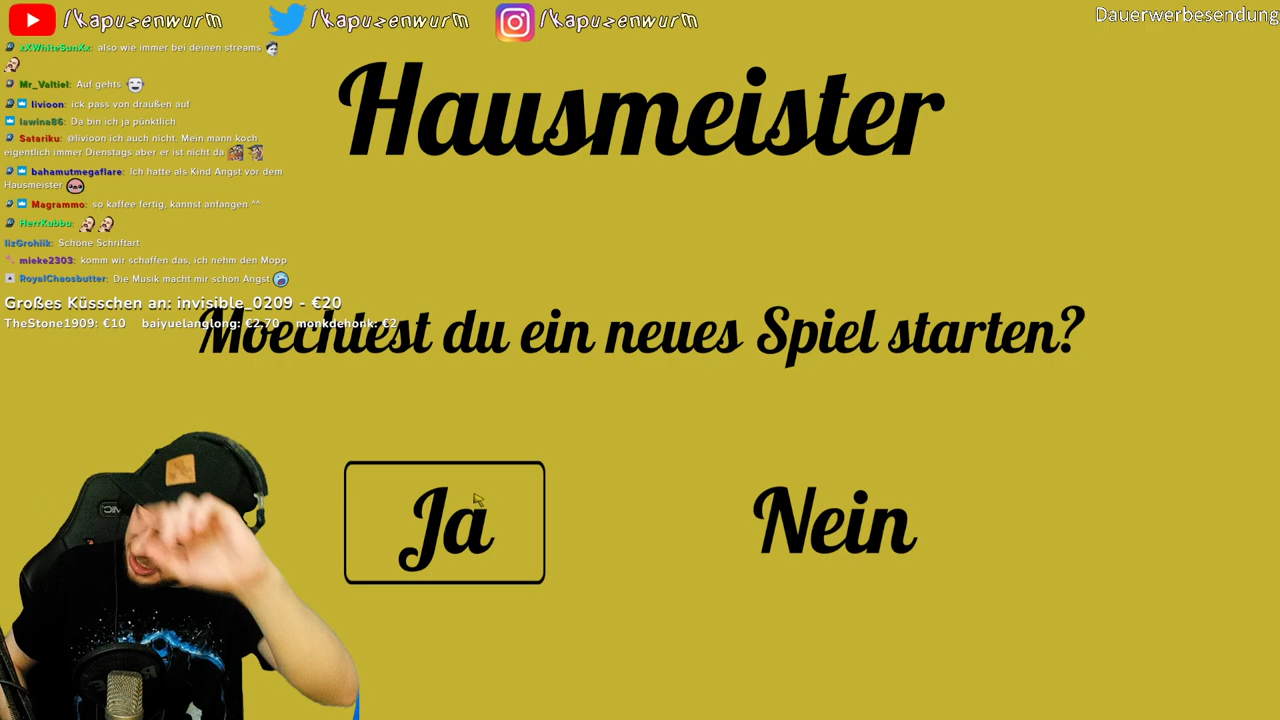 /kapuzenwurm
/kapuzenwurm
/kapuzenwurm
Dauerwerbesendung
xXWhiteSunXx: also wie immer bei deinen streams
Mr_Valtiel: Auf gehts
livioon: ick pass von draußen auf
lawina86: Da bin ich ja pünktlich
Satariku: @livioon ich auch nicht. Mein mann koch
eigentlich immer Dienstags aber er ist nicht da
bahamutmegaflare: Ich hatte als Kind Angst vor dem
Hausmeister
Magrammo: so kaffee fertig, kannst anfangen ^^
HerrKubbu:
lizGrohlik: Schöne Schriftart
mieke2303: komm wir schaffen das, ich nehm den Mopp
RoyalChaosbutter: Die Musik macht mir schon Angst
Großes Küsschen an: invisible_0209 - €20
TheStone1909: €10 baiyuelanglong: €2.70 monkdehonk: €2
Hausmeister
Moechtest du ein neues Spiel starten?
Ja
Nein